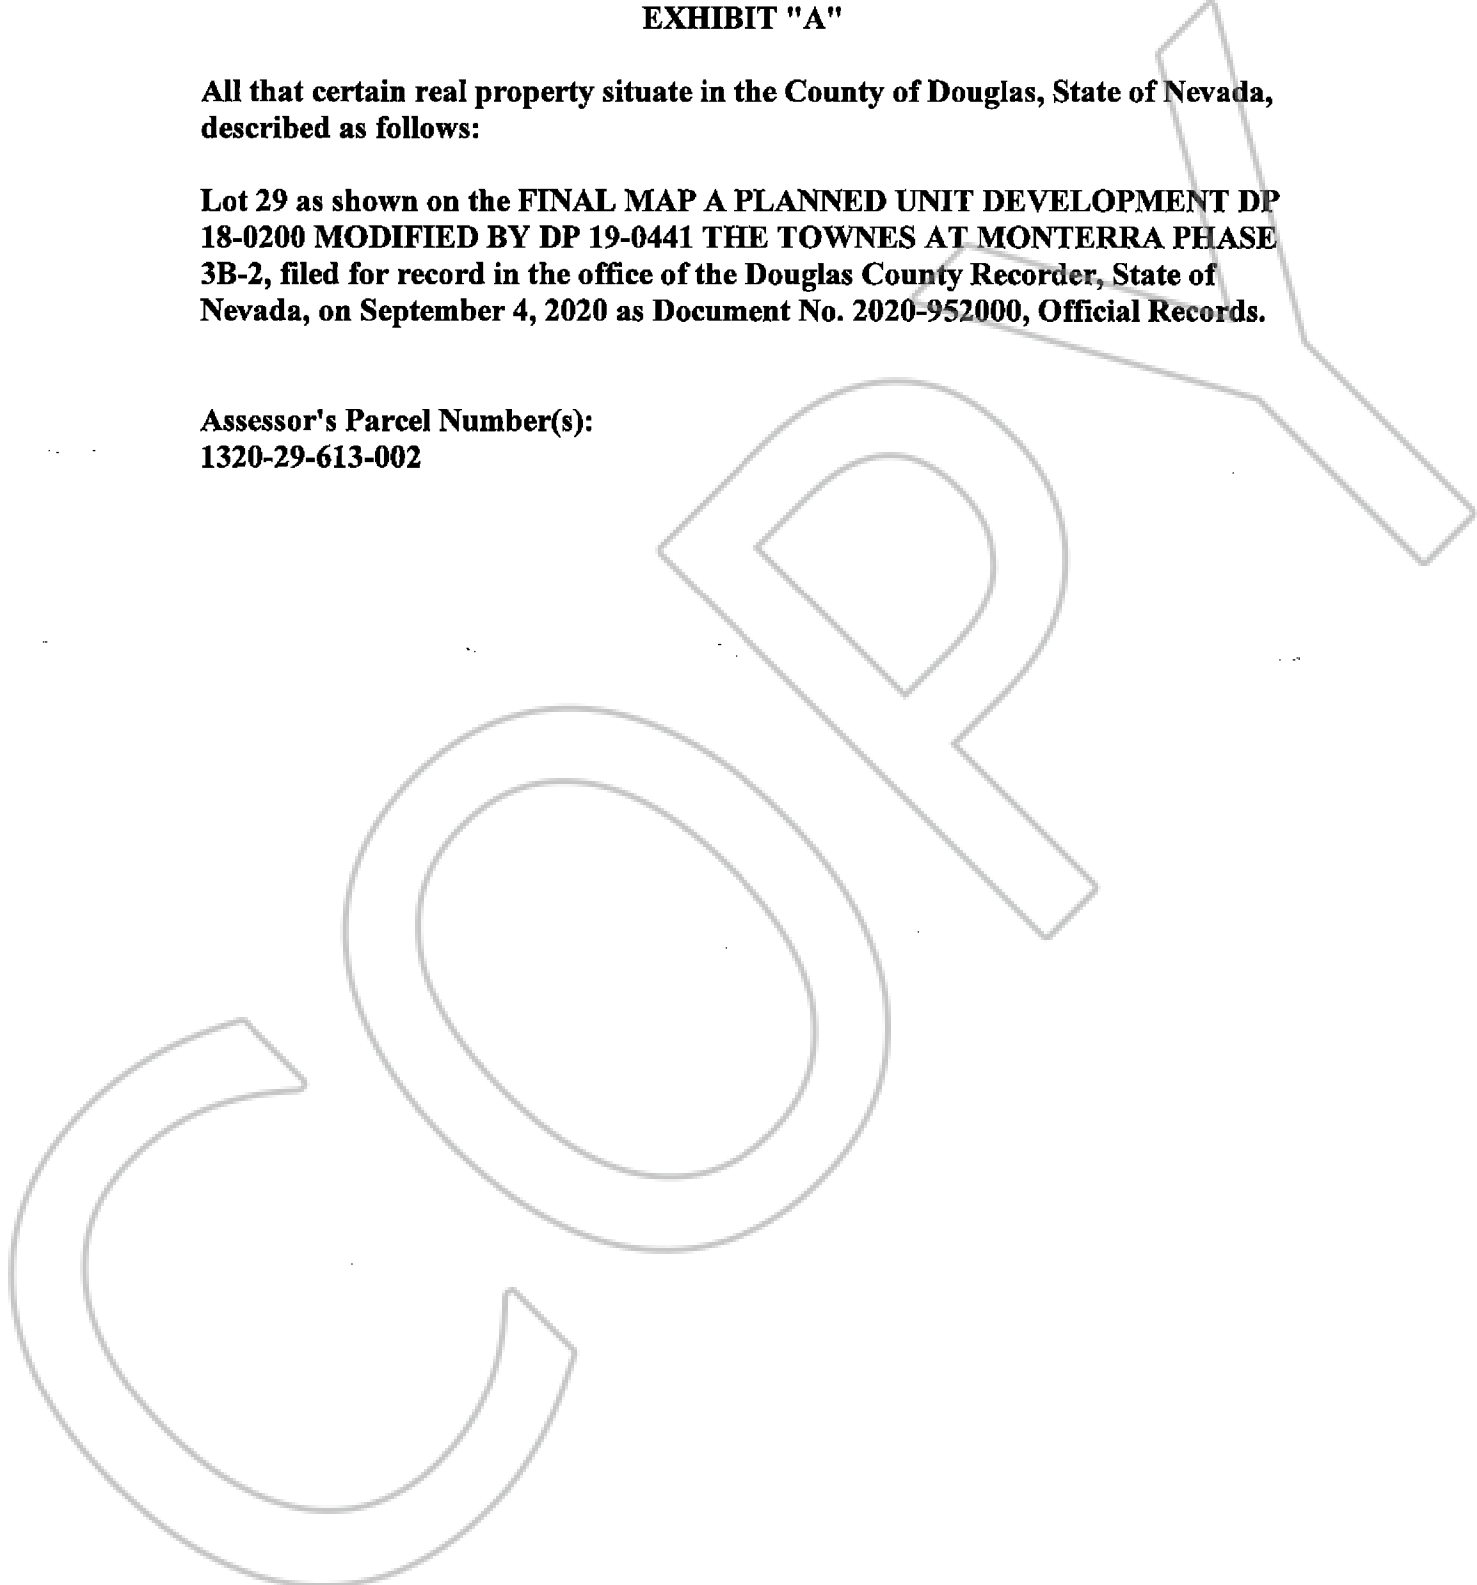 EXHIBIT "A"
All that certain real property situate in the County of Douglas, State of Nevada,
described as follows:
Lot 29 as shown on the FINAL MAP A PLANNED UNIT DEVELOPMENT DP
18-0200 MODIFIED BY DP 19-0441 THE TOWNES AT MONTERRA PHASE
3B-2, filed for record in the office of the Douglas County Recorder, State of
Nevada, on September 4, 2020 as Document No. 2020-952000, Official Records.
Assessor's Parcel Number(s):
1320-29-613-002
COPY